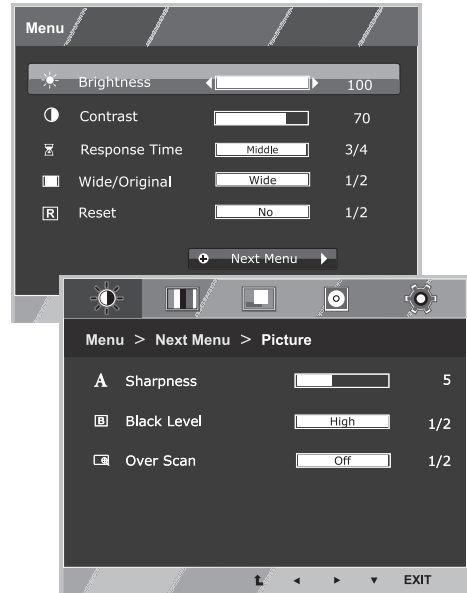 Menu
Brightness 100
Contrast 70
Response Time Middle 3/4
Wide/Original Wide 1/2
R Reset No 1/2
Next Menu
Menu > Next Menu > Picture
A Sharpness 5
B Black Level High 1/2
Over Scan Off 1/2
EXIT